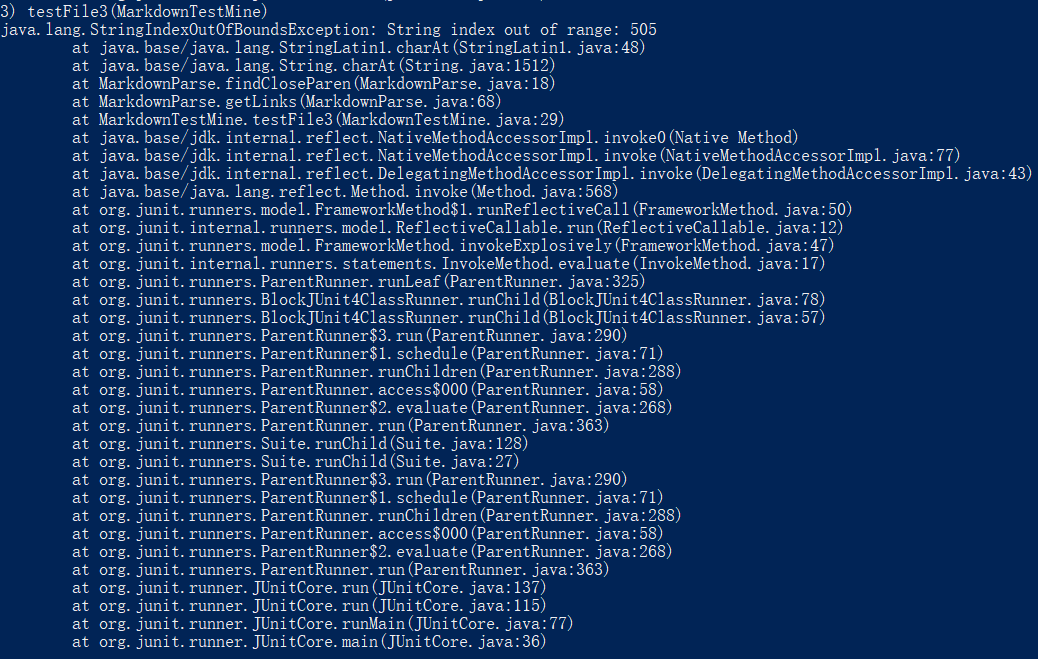 3) testFile3(MarkdownTestMine)
java.lang.StringIndexOutOfBoundsException: String index out of range: 505
at java.base/java.lang.StringLatin1.charAt(StringLatin1.java:48)
at java.base/java.lang.String.charAt(String.java:1512)
at MarkdownParse.findCloseParen(MarkdownParse.java:18)
at MarkdownParse.getLinks(MarkdownParse.java:68)
at MarkdownTestMine.testFile3(MarkdownTestMine.java:29)
at java.base/jdk.internal.reflect.NativeMethodAccessorImpl.invoke0(Native Method)
at java.base/jdk.internal.reflect.NativeMethodAccessorImpl.invoke(NativeMethodAccessorImpl.java:77)
at java.base/jdk.internal.reflect.DelegatingMethodAccessorImpl.invoke(DelegatingMethodAccessorImpl.java:43)
at java.base/java.lang.reflect.Method.invoke(Method.java:568)
at org.junit.runners.model.FrameworkMethod$1.runReflectiveCall(FrameworkMethod.java:50)
at org.junit.internal.runners.model.ReflectiveCallable.run(ReflectiveCallable.java:12)
at org.junit.runners.model.FrameworkMethod.invokeExplosively(FrameworkMethod.java:47)
at org.junit.internal.runners.statements.InvokeMethod.evaluate(InvokeMethod.java:17)
at org.junit.runners.ParentRunner.runLeaf(ParentRunner.java:325)
at org.junit.runners.BlockJUnit4ClassRunner.runChild(BlockJUnit4ClassRunner.java:78)
at org.junit.runners.BlockJUnit4ClassRunner.runChild(BlockJUnit4ClassRunner.java:57)
at org.junit.runners.ParentRunner$3.run(ParentRunner.java:290)
at org.junit.runners.ParentRunner$1.schedule(ParentRunner.java:71)
at org.junit.runners.ParentRunner.runChildren(ParentRunner.java:288)
at org.junit.runners.ParentRunner.access$000(ParentRunner.java:58)
at org.junit.runners.ParentRunner$2.evaluate(ParentRunner.java:268)
at org.junit.runners.ParentRunner.run(ParentRunner.java:363)
at org.junit.runners.Suite.runChild(Suite.java:128)
at org.junit.runners.Suite.runChild(Suite.java:27)
at org.junit.runners.ParentRunner$3.run(ParentRunner.java:290)
at org.junit.runners.ParentRunner$1.schedule(ParentRunner.java:71)
at org.junit.runners.ParentRunner.runChildren(ParentRunner.java:288)
at org.junit.runners.ParentRunner.access$000(ParentRunner.java:58)
at org.junit.runners.ParentRunner$2.evaluate(ParentRunner.java:268)
at org.junit.runners.ParentRunner.run(ParentRunner.java:363)
at org.junit.runner.JUnitCore.run(JUnitCore.java:137)
at org.junit.runner.JUnitCore.run(JUnitCore.java:115)
at org.junit.runner.JUnitCore.runMain(JUnitCore.java:77)
at org.junit.runner.JUnitCore.main(JUnitCore.java:36)